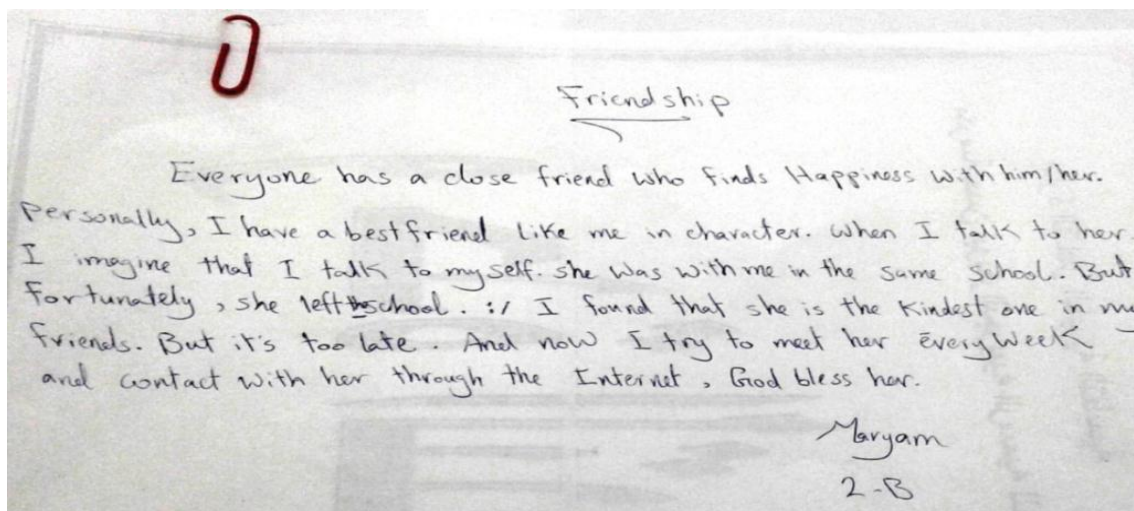 Friendship
Everyone has a close friend who finds Happiness with him/her.
Personally, I have a best friend Like me in character. When I talk to her.
I imagine that I talk to myself. she was with me in the same school. But
Fortunately, she left the school. :/ I found that she is the Kindest one in my
friends. But it's too late. And now I try to meet her every week
and contact with her through the Internet, God bless her.
Maryam
2-B